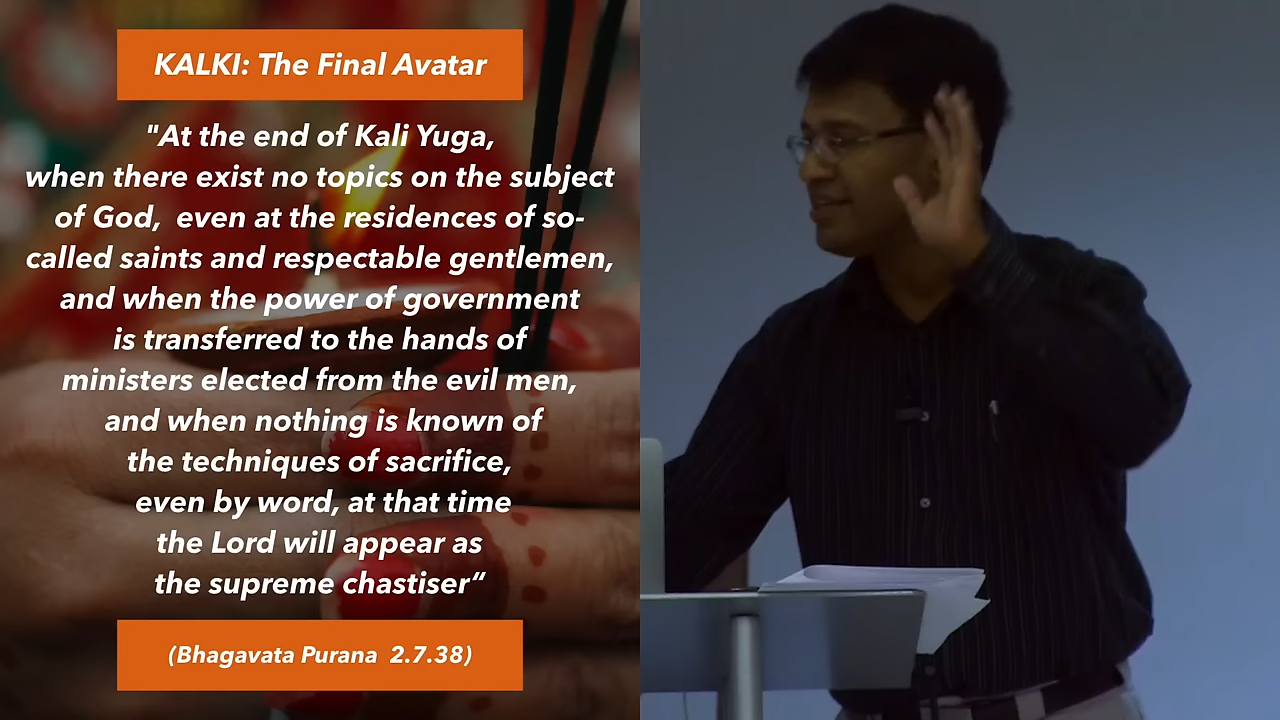 KALKI: The Final Avatar
"At the end of Kali Yuga,
when there exist no topics on the subject
of God,  even at the residences of so-
called saints and respectable gentlemen,
and when the power of government
is transferred to the hands of
ministers elected from the evil men,
and when nothing is known of
the techniques of sacrifice,
even by word, at that time
the Lord will appear as
the supreme chastiser“
(Bhagavata Purana  2.7.38)